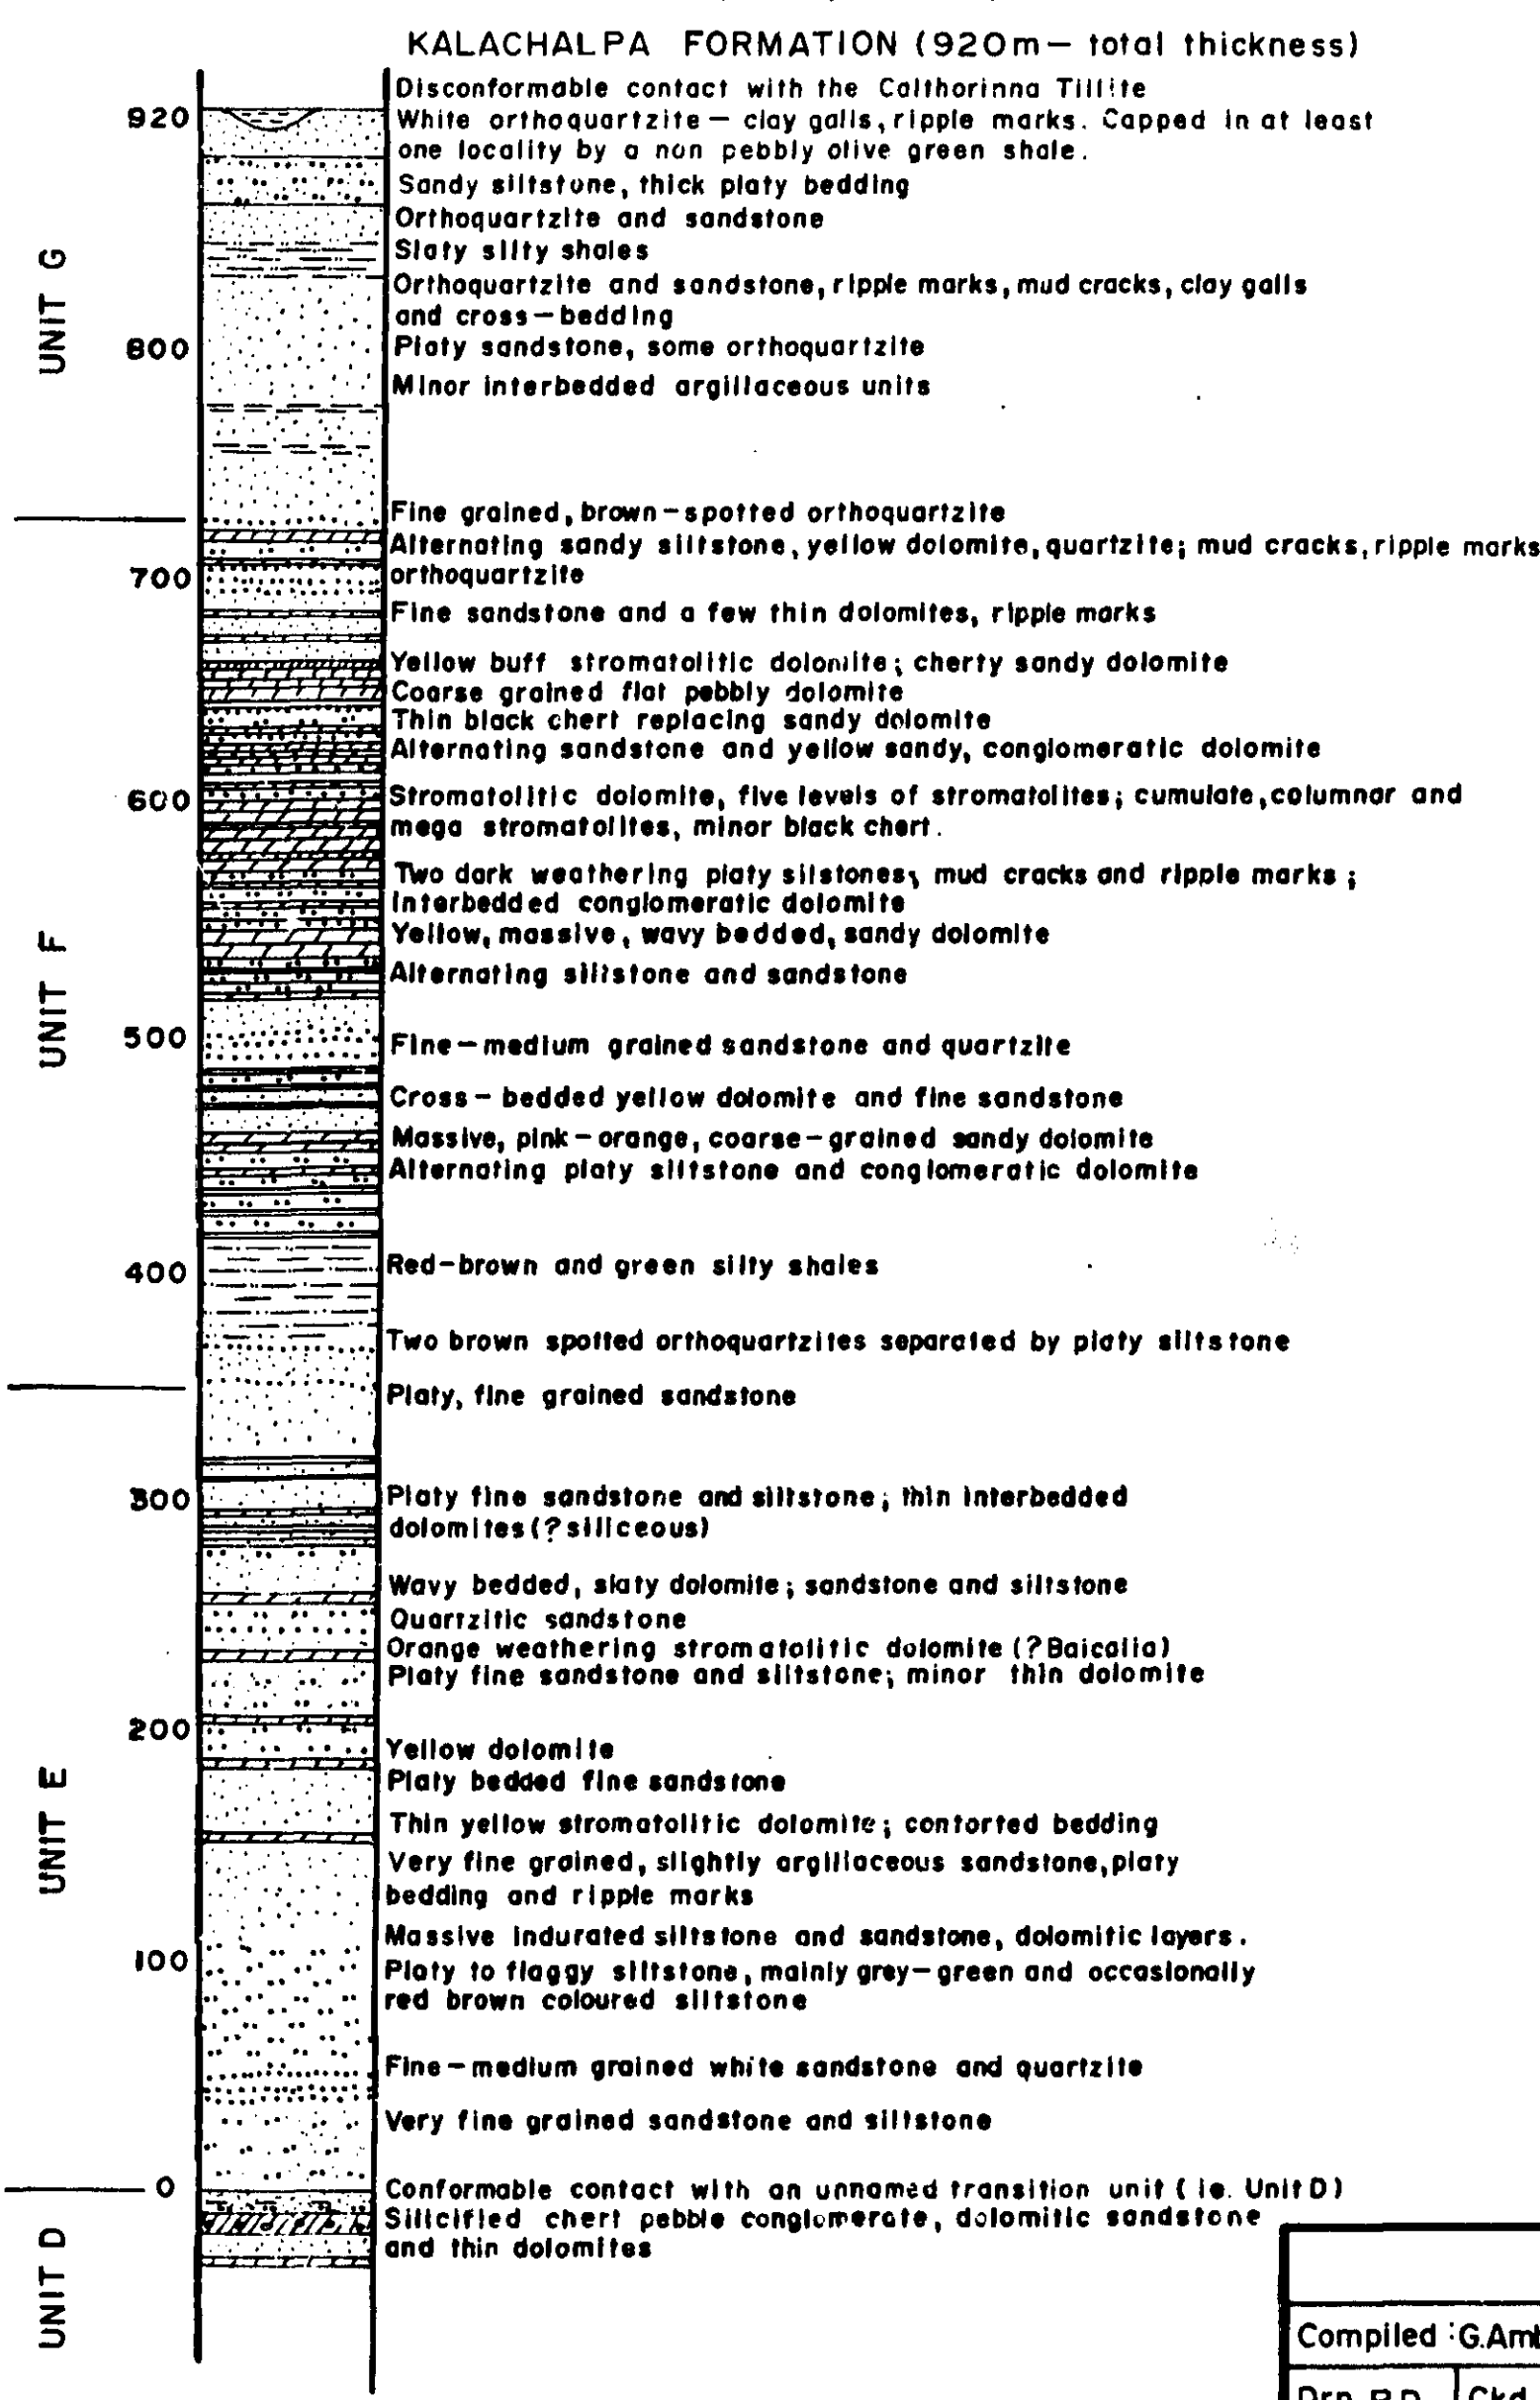 KALACHALPA FORMATION (920m — total thickness)
Disconformable contact with the Calthorinna Tillite
920
White orthoquartzite — clay galls, ripple marks. Capped in at least
one locality by a non pebbly olive green shale.
Sandy siltstone, thick platy bedding
Orthoquartzite and sandstone
Slaty silty shales
UNIT G
Orthoquartzite and sandstone, ripple marks, mud cracks, clay galls
and cross-bedding
800
Platy sandstone, some orthoquartzite
Minor interbedded argillaceous units
Fine grained, brown-spotted orthoquartzite
Alternating sandy siltstone, yellow dolomite, quartzite; mud cracks, ripple marks
700
orthoquartzite
Fine sandstone and a few thin dolomites, ripple marks
Yellow buff stromatolitic dolomite; cherty sandy dolomite
Coarse grained flat pebbly dolomite
Thin black chert replacing sandy dolomite
Alternating sandstone and yellow sandy, conglomeratic dolomite
600
Stromatolitic dolomite, five levels of stromatolites; cumulate, columnar and
mega stromatolites, minor black chert.
Two dark weathering platy silstones, mud cracks and ripple marks;
Interbedded conglomeratic dolomite
Yellow, massive, wavy bedded, sandy dolomite
UNIT F
Alternating siltstone and sandstone
500
Fine-medium grained sandstone and quartzite
Cross-bedded yellow dolomite and fine sandstone
Massive, pink-orange, coarse-grained sandy dolomite
Alternating platy siltstone and conglomeratic dolomite
400
Red-brown and green silty shales
Two brown spotted orthoquartzites separated by platy siltstone
Platy, fine grained sandstone
300
Platy fine sandstone and siltstone; thin interbedded
dolomites (?siliceous)
Wavy bedded, slaty dolomite; sandstone and siltstone
Quartzitic sandstone
Orange weathering stromatolitic dolomite (?Baicalia)
Platy fine sandstone and siltstone; minor thin dolomite
200
Yellow dolomite
Platy bedded fine sandstone
UNIT E
Thin yellow stromatolitic dolomite; contorted bedding
Very fine grained, slightly argillaceous sandstone, platy
bedding and ripple marks
Massive indurated siltstone and sandstone, dolomitic layers.
100
Platy to flaggy siltstone, mainly grey-green and occasionally
red brown coloured siltstone
Fine-medium grained white sandstone and quartzite
Very fine grained sandstone and siltstone
0
Conformable contact with an unnamed transition unit (ie. Unit D)
Silicified chert pebble conglomerate, dolomitic sandstone
and thin dolomites
UNIT D
Compiled : G.Am
Drn. Ckd